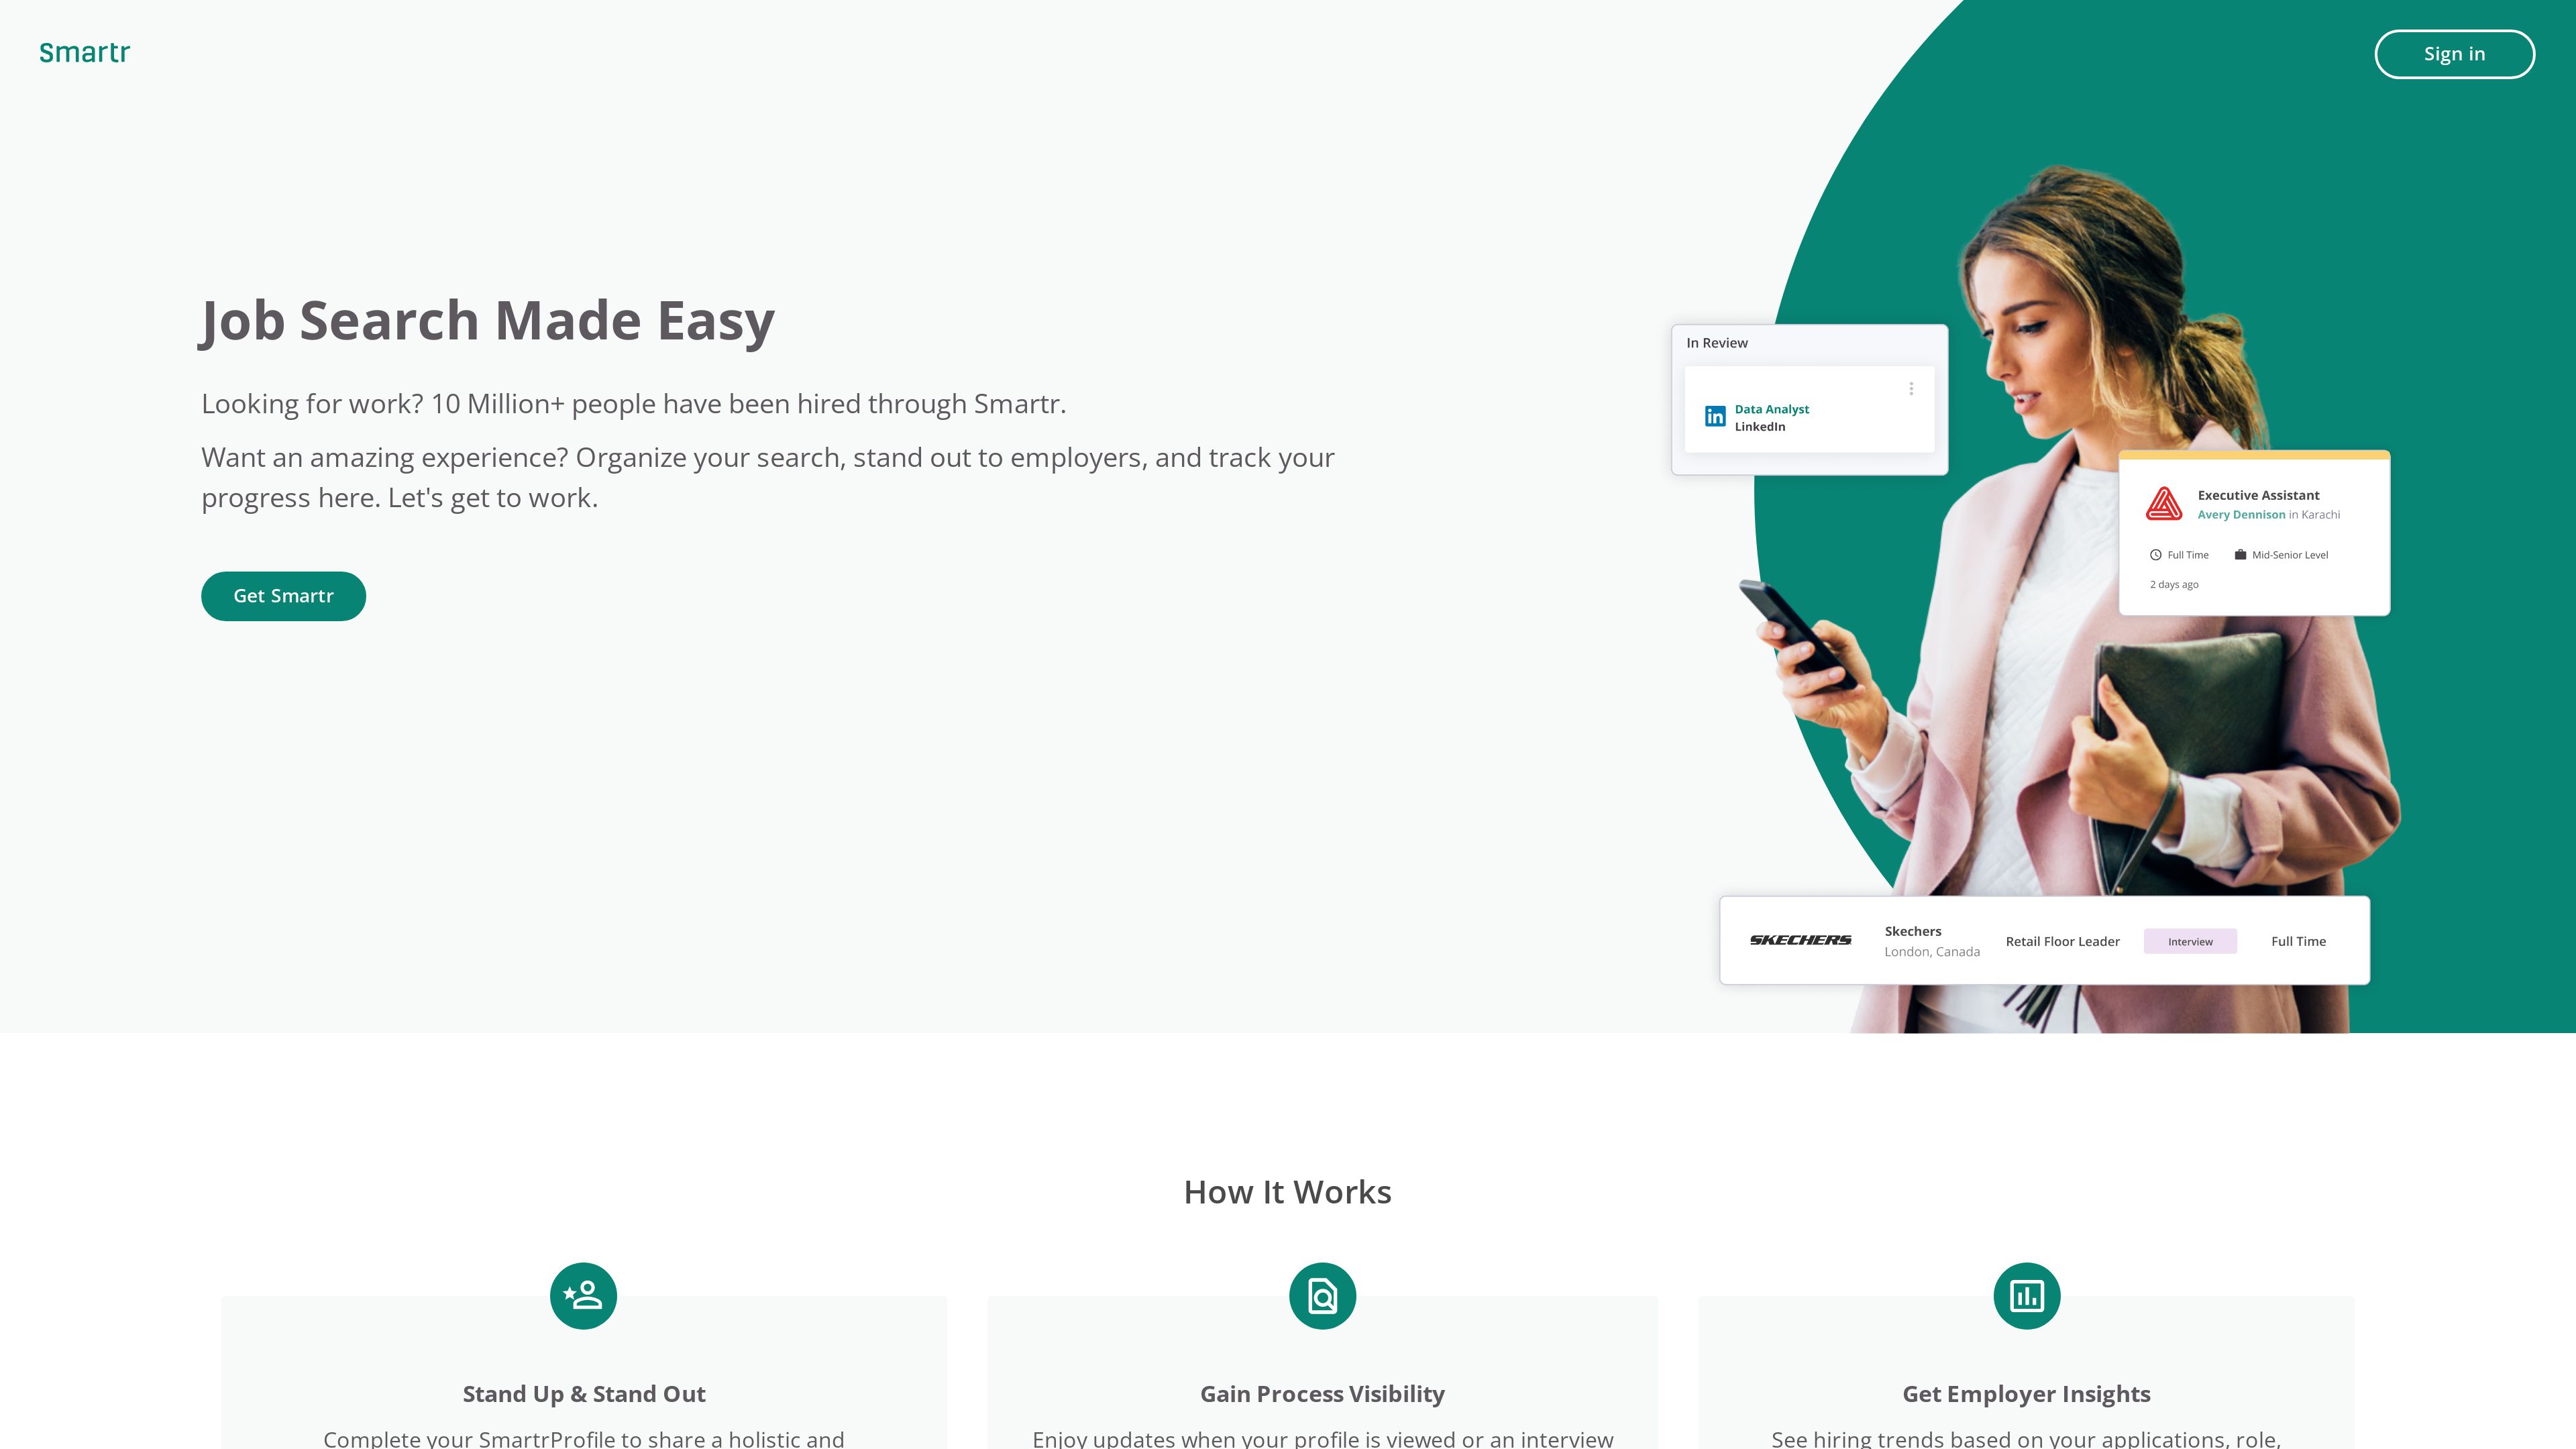 Smartr
Sign in
Job Search Made Easy
Looking for work? 10 Million+ people have been hired through Smartr.
Want an amazing experience? Organize your search, stand out to employers, and track your
progress here. Let's get to work.
Get Smartr
In Review
in
Data Analyst
LinkedIn
Executive Assistant
Avery Dennison in Karachi
Full Time
Mid-Senior Level
2 days ago
SKECHERS
Skechers
London, Canada
Retail Floor Leader
Interview
Full Time
How It Works
Stand Up & Stand Out
Complete your SmartrProfile to share a holistic and
Gain Process Visibility
Enjoy updates when your profile is viewed or an interview
Get Employer Insights
See hiring trends based on your applications, role,